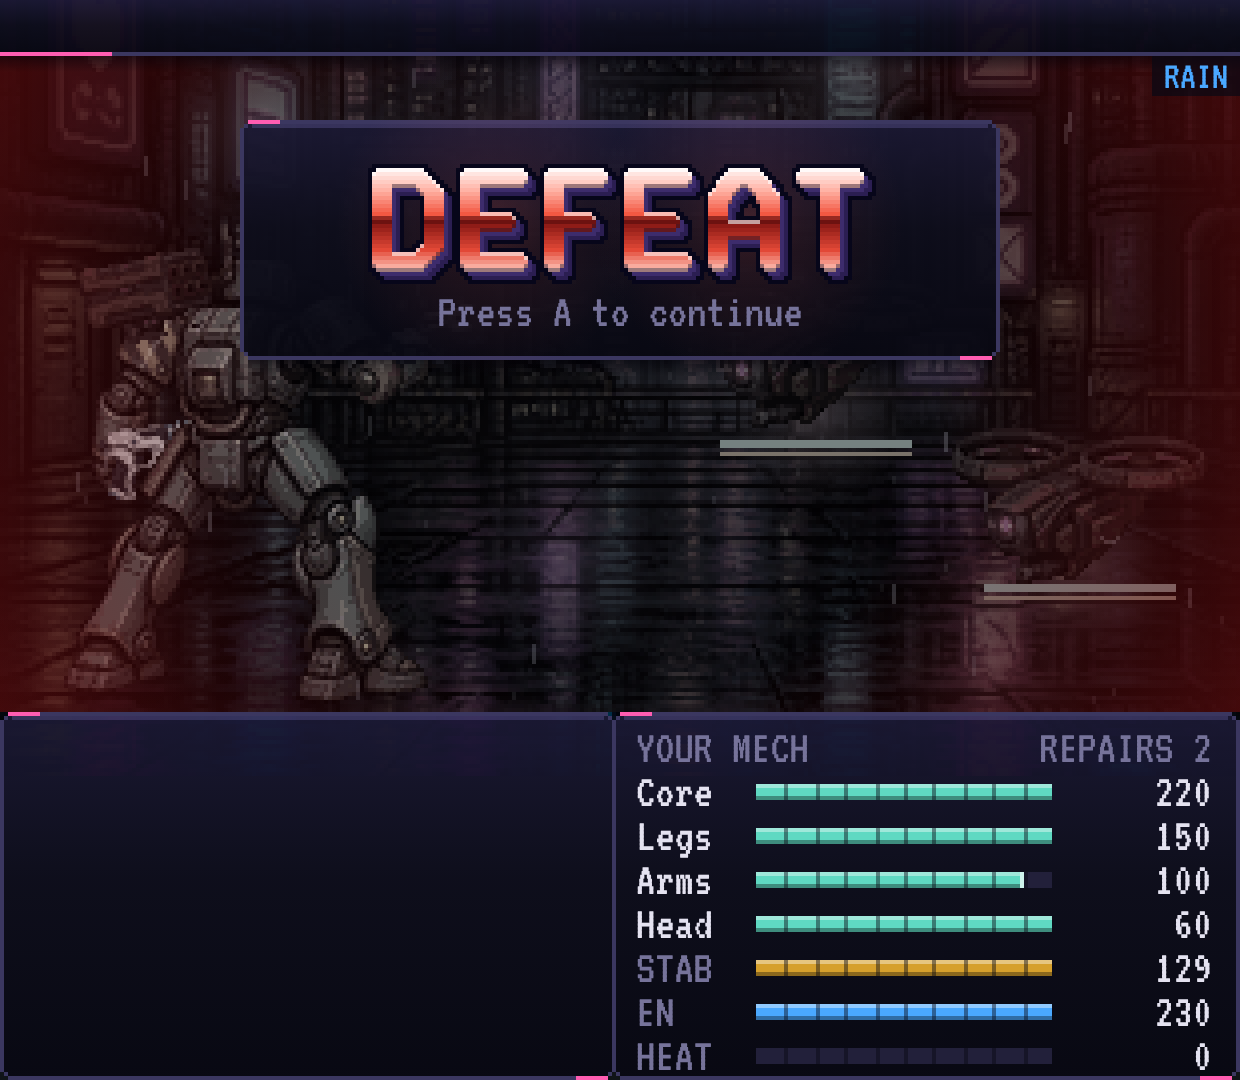 RAIN
DEFEAT
Press A to continue
YOUR MECH REPAIRS 2
Core 220
Legs 150
Arms 100
Head 60
STAB 129
EN 230
HEAT 0